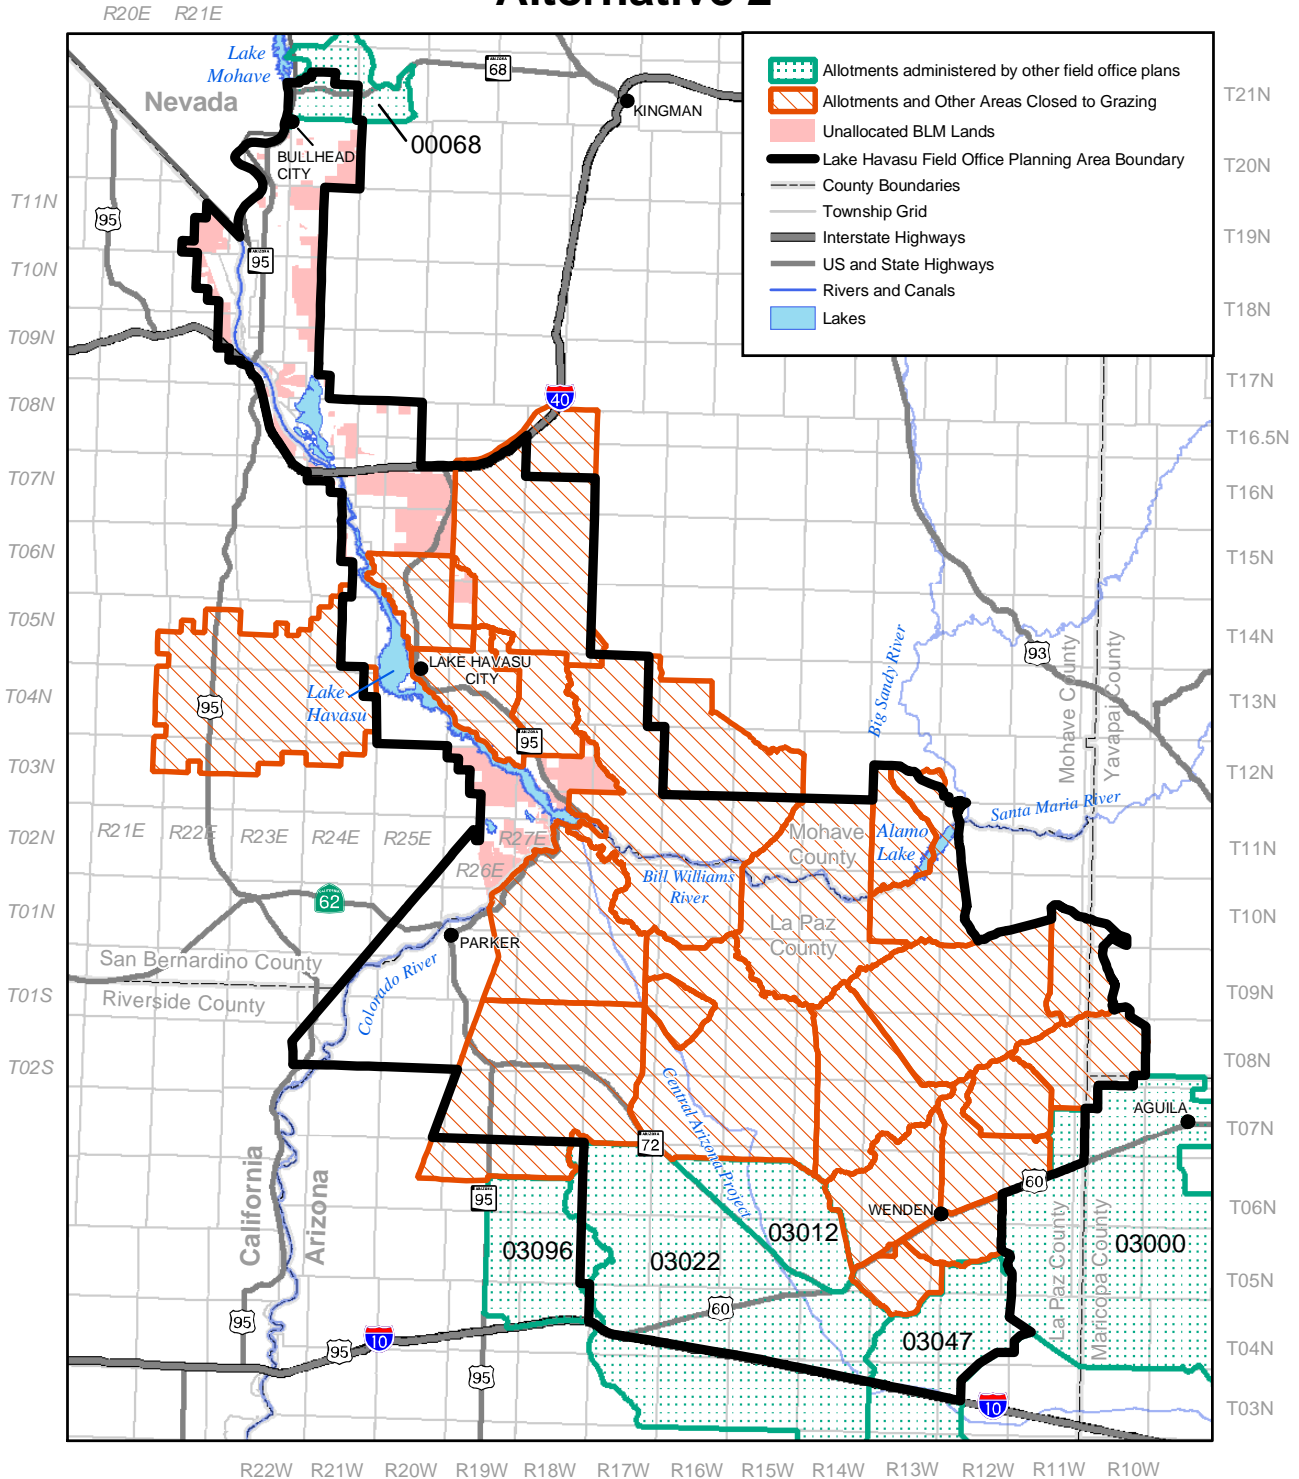 Alternative 2
R20E R21E
Lake
Mohave
Nevada
68
KINGMAN
00068
BULLHEAD
CITY
Allotments administered by other field office plans
Allotments and Other Areas Closed to Grazing
Unallocated BLM Lands
Lake Havasu Field Office Planning Area Boundary
County Boundaries
Township Grid
Interstate Highways
US and State Highways
Rivers and Canals
Lakes
T21N
T20N
T19N
T18N
T17N
T16.5N
T16N
T15N
T14N
T13N
T12N
T11N
T10N
T09N
T08N
T07N
T06N
T05N
T04N
T03N
T11N
T10N
T09N
T08N
T07N
T06N
T05N
T04N
T03N
T02N
T01N
T01S
T02S
95
ARIZONA
95
40
LAKE HAVASU
CITY
Lake
Havasu
95
ARIZONA
95
93
Big Sandy River
Mohave County
Yavapai County
Santa Maria River
R21E R22E R23E R24E R25E R27E
R26E
Mohave
County
Alamo
Lake
Bill Williams
River
La Paz
County
CALIFORNIA
62
PARKER
San Bernardino County
Riverside County
Colorado River
Central Arizona Project
California
Arizona
ARIZONA
72
ARIZONA
95
AGUILA
60
WENDEN
03096
03022
03012
03000
03047
60
La Paz County
Maricopa County
95
95
10
95
10
R22W R21W R20W R19W R18W R17W R16W R15W R14W R13W R12W R11W R10W